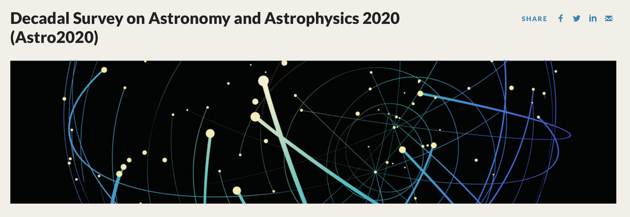 Decadal Survey on Astronomy and Astrophysics 2020
(Astro2020)
SHARE